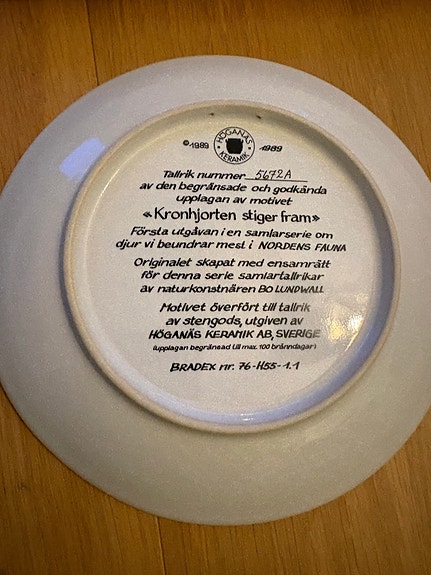 HÖGANÄS
KERAMIK
©1989 1989
Tallrik nummer 5672A
av den begränsade och godkända
upplagan av motivet
«Kronhjorten stiger fram»
Första utgåvan i en samlarserie om
djur vi beundrar mest i NORDENS FAUNA
Originalet skapat med ensamrätt
för denna serie samlartallrikar
av naturkonstnären BO LUNDWALL
Motivet överfört till tallrik
av stengods, utgiven av
HÖGANÄS KERAMIK AB, SVERIGE
(upplagan begränsad till max. 100 bränndagar)
BRADEX nr. 76-H55-1.1